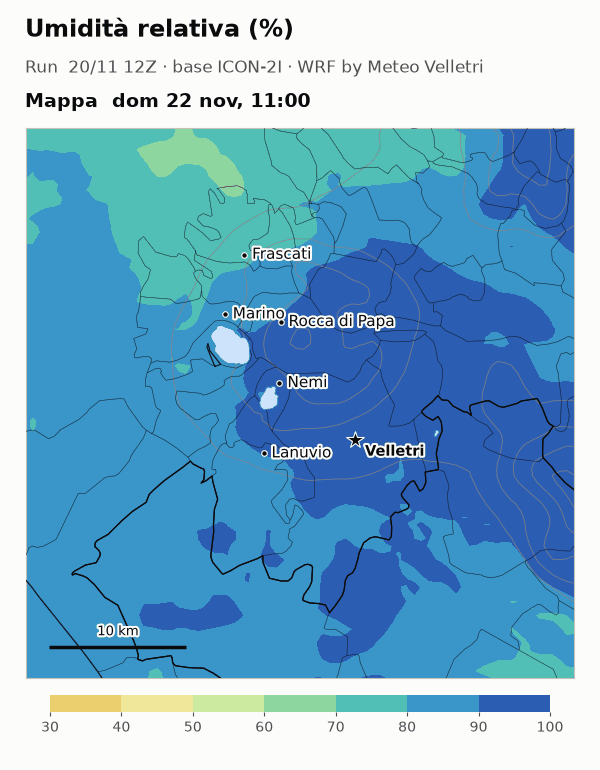 Umidità relativa (%)
Run  20/11 12Z · base ICON-2I · WRF by Meteo Velletri
Mappa  dom 22 nov, 11:00
Frascati
Marino
Rocca di Papa
Nemi
Velletri
Lanuvio
10 km
30 40 50 60 70 80 90 100